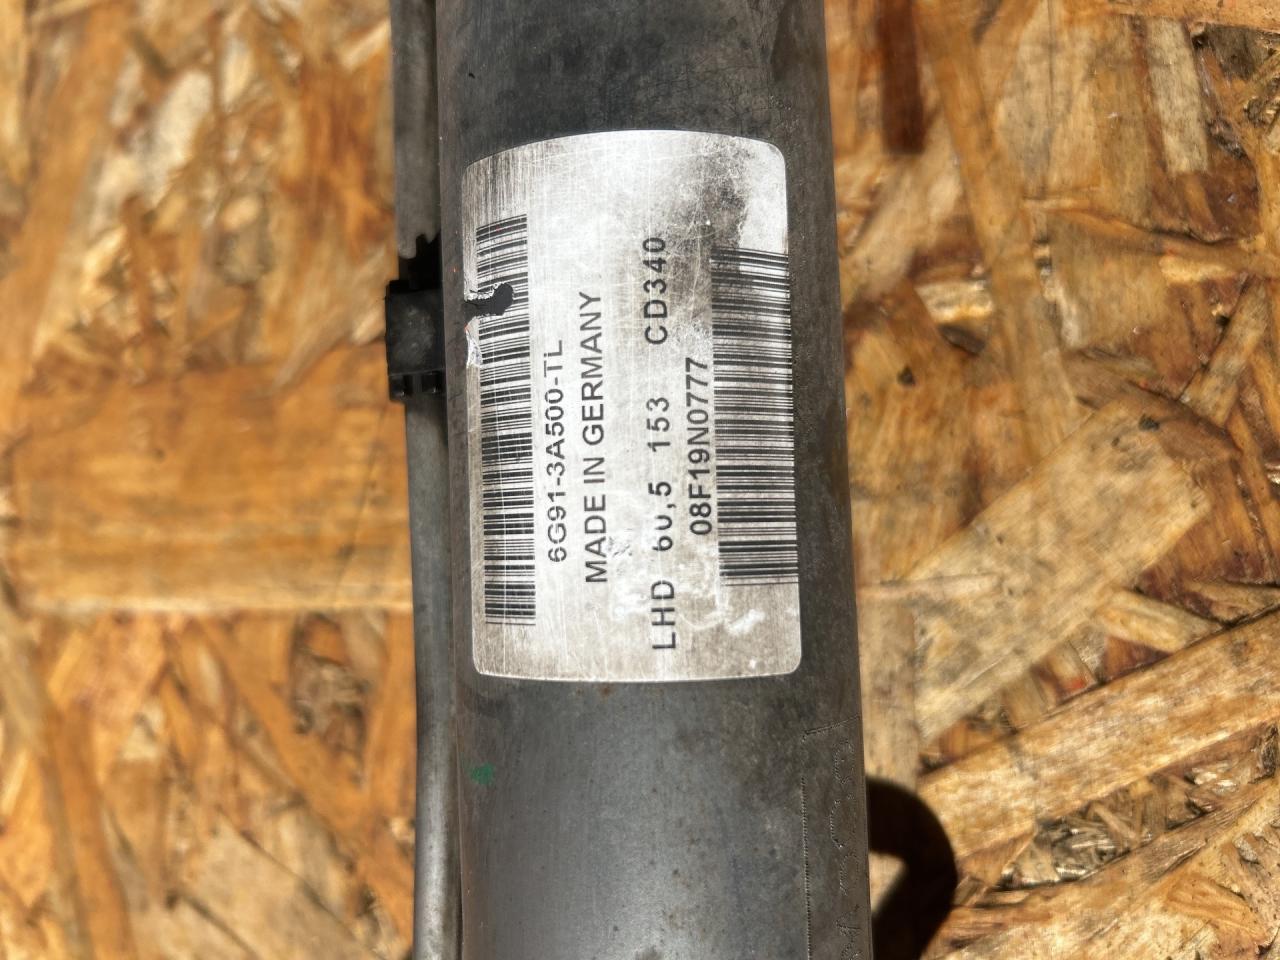 6G91-3A500-TL
MADE IN GERMANY
LHD 60,5 153 CD340
08F19N0777